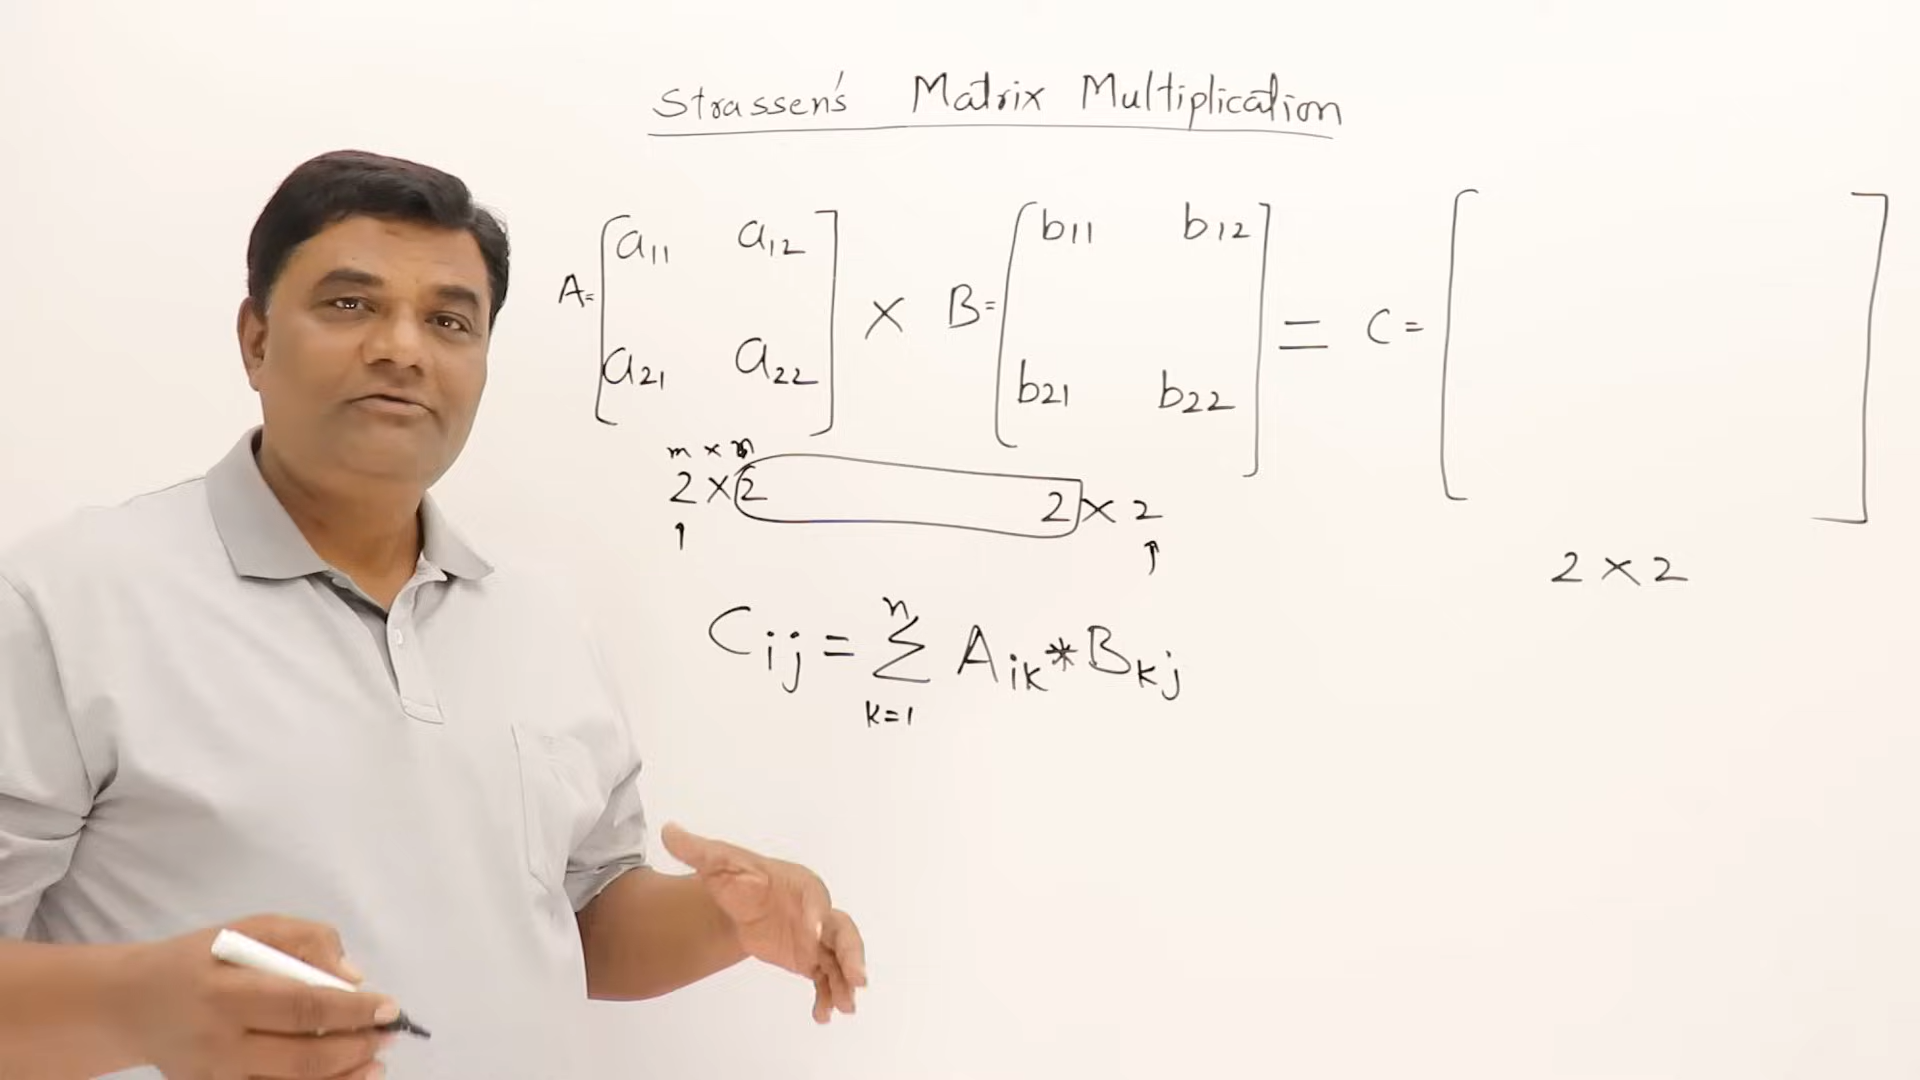 Strassen's Matrix Multiplication
A= [ a11 a12 ] × B= [ b11 b12 ] = C= [ ]
a21 a22 b21 b22
m × n
2 × 2 2 × 2
2 × 2
n
Cij = Σ Aik * Bkj
k=1